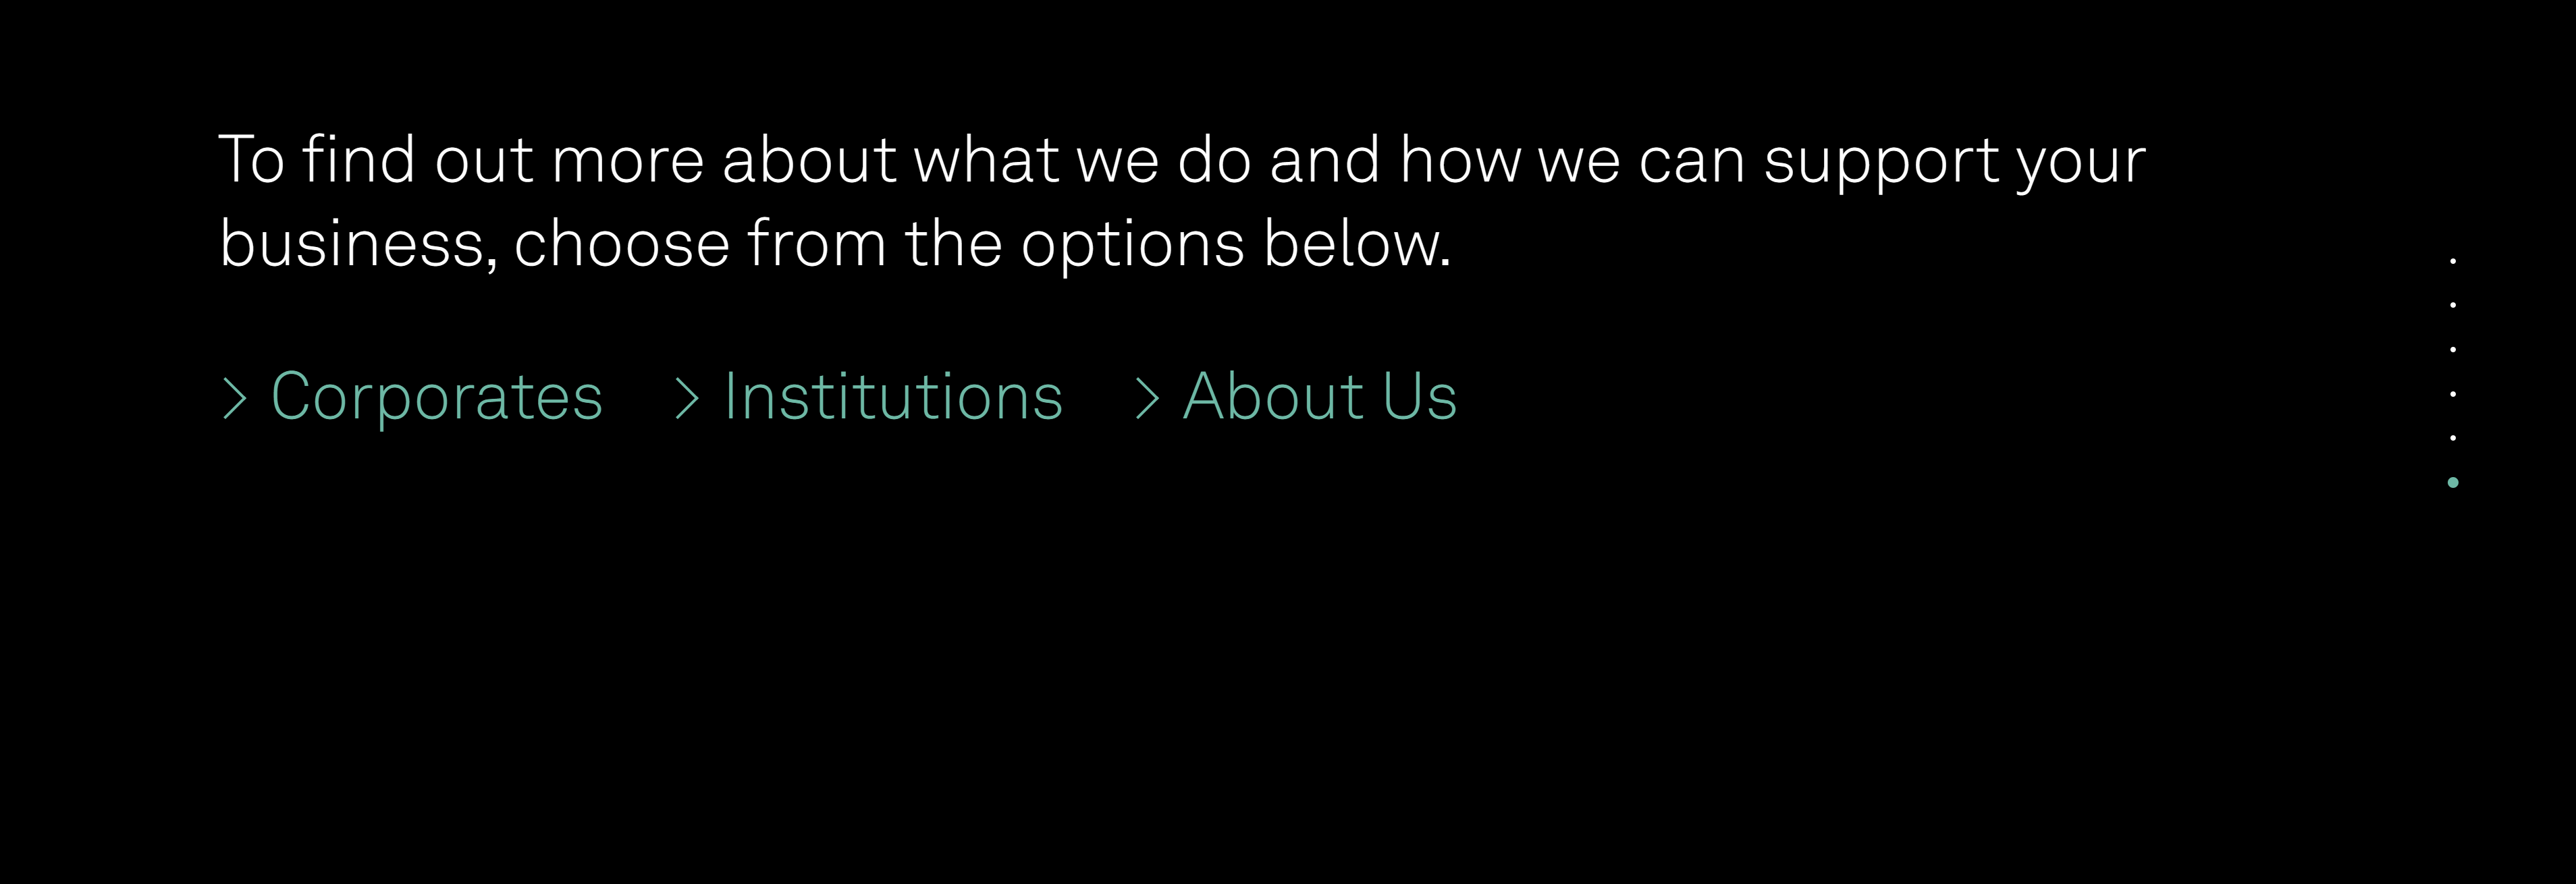 To find out more about what we do and how we can support your
business, choose from the options below.
> Corporates > Institutions > About Us